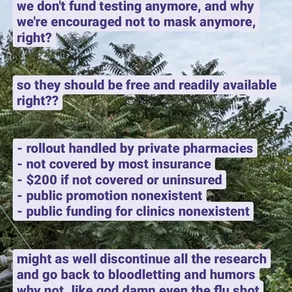 we don't fund testing anymore, and why
we're encouraged not to mask anymore,
right?
so they should be free and readily available
right??
- rollout handled by private pharmacies
- not covered by most insurance
- $200 if not covered or uninsured
- public promotion nonexistent
- public funding for clinics nonexistent
might as well discontinue all the research
and go back to bloodletting and humors
why not, like god damn even the flu shot